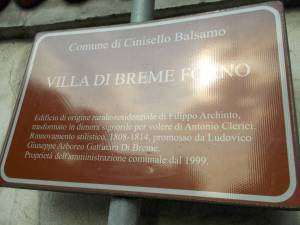 Comune di Cinisello Balsamo
VILLA DI BREME FORNO
Edificio di origine rurale-residenziale di Filippo Archinto,
trasformato in dimora signorile per volere di Antonio Clerici.
Rinnovamento stilistico, 1808-1814, promosso da Ludovico
Giuseppe Arboreo Gattinara Di Breme.
Proprietà dell'amministrazione comunale dal 1999.